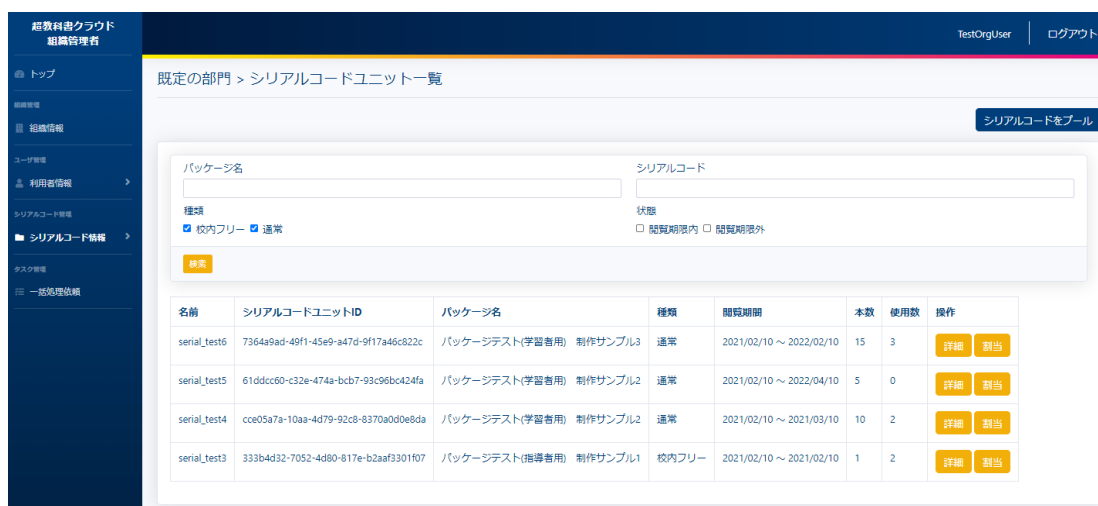 超教科書クラウド
組織管理者
TestOrgUser ログアウト
トップ
既定の部門 > シリアルコードユニット一覧
組織管理
組織情報
シリアルコードをプール
ユーザ管理
利用者情報
シリアルコード管理
シリアルコード情報
タスク管理
一括処理依頼
パッケージ名 シリアルコード
種類 状態
校内フリー 通常 閲覧期限内 閲覧期限外
検索
名前 シリアルコードユニットID パッケージ名 種類 閲覧期間 本数 使用数 操作
serial_test6 7364a9ad-49f1-45e9-a47d-9f17a46c822c パッケージテスト(学習者用) 制作サンプル3 通常 2021/02/10 ～ 2022/02/10 15 3 詳細 割当
serial_test5 61ddcc60-c32e-474a-bcb7-93c96bc424fa パッケージテスト(学習者用) 制作サンプル2 通常 2021/02/10 ～ 2022/04/10 5 0 詳細 割当
serial_test4 cce05a7a-10aa-4d79-92c8-8370a0d0e8da パッケージテスト(学習者用) 制作サンプル2 通常 2021/02/10 ～ 2021/03/10 10 2 詳細 割当
serial_test3 333b4d32-7052-4d80-817e-b2aaf3301f07 パッケージテスト(指導者用) 制作サンプル1 校内フリー 2021/02/10 ～ 2021/02/10 1 2 詳細 割当